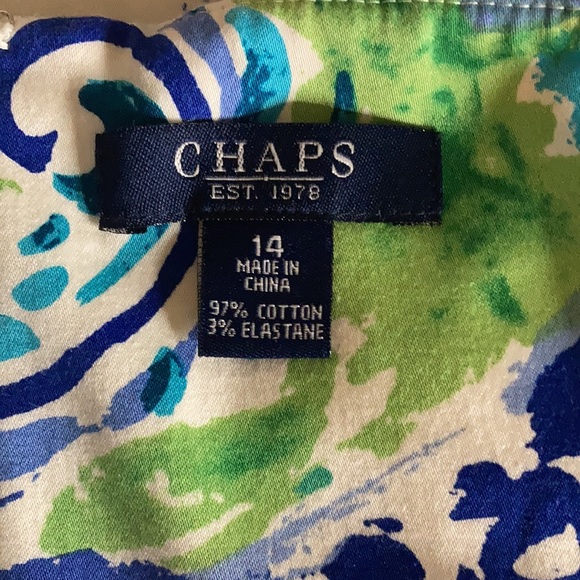 CHAPS
EST. 1978
14
MADE IN
CHINA
97% COTTON
3% ELASTANE